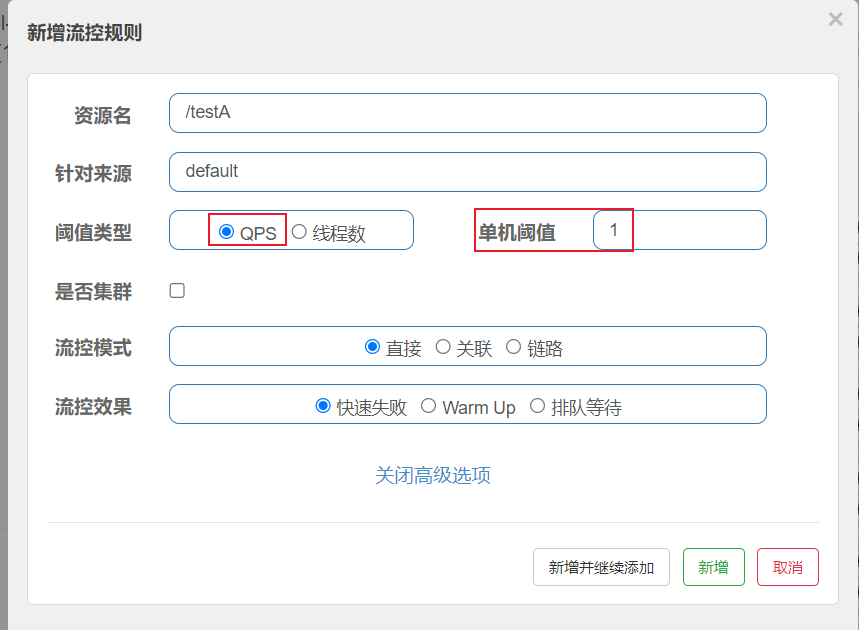 新增流控规则
×
资源名 /testA
针对来源 default
阈值类型 QPS 线程数 单机阈值 1
是否集群
流控模式 直接 关联 链路
流控效果 快速失败 Warm Up 排队等待
关闭高级选项
新增并继续添加 新增 取消